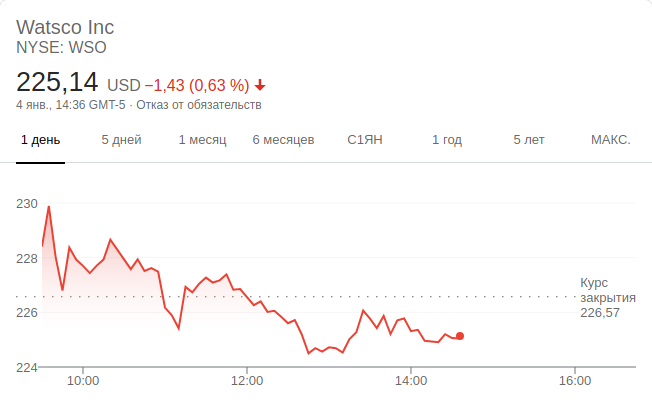 Watsco Inc
NYSE: WSO
225,14 USD −1,43 (0,63 %)
4 янв., 14:36 GMT-5 · Отказ от обязательств
1 день 5 дней 1 месяц 6 месяцев С1ЯН 1 год 5 лет МАКС.
230
228
Курс
закрытия
226,57
226
224
10:00 12:00 14:00 16:00